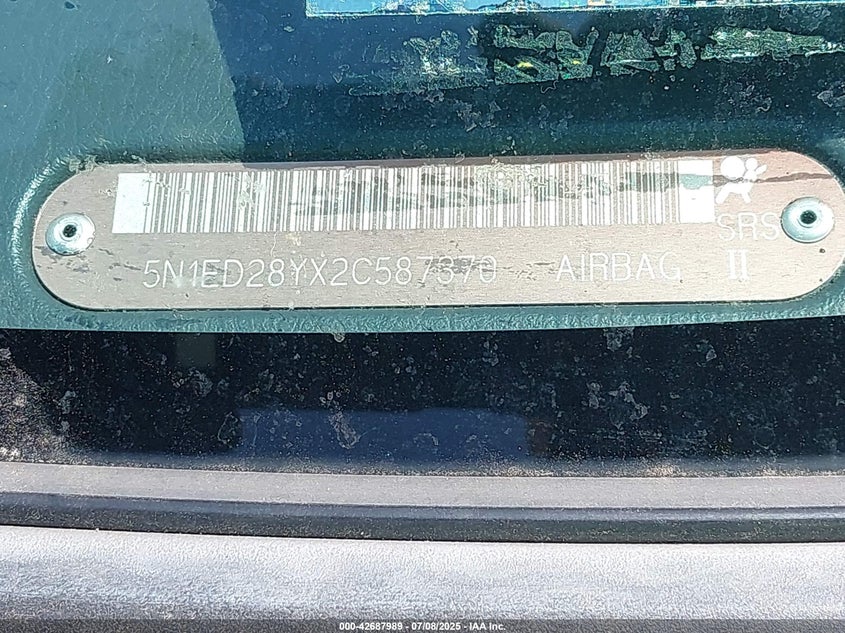 SRS
5N1ED28YX2C587370 AIRBAG II
000-42687989 - 07/08/2025 - IAA Inc.